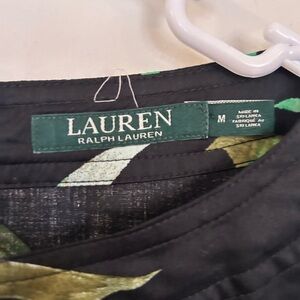 LAUREN
RALPH LAUREN
M
MADE IN
SRI LANKA
FABRIQUÉ AU
SRI LANKA